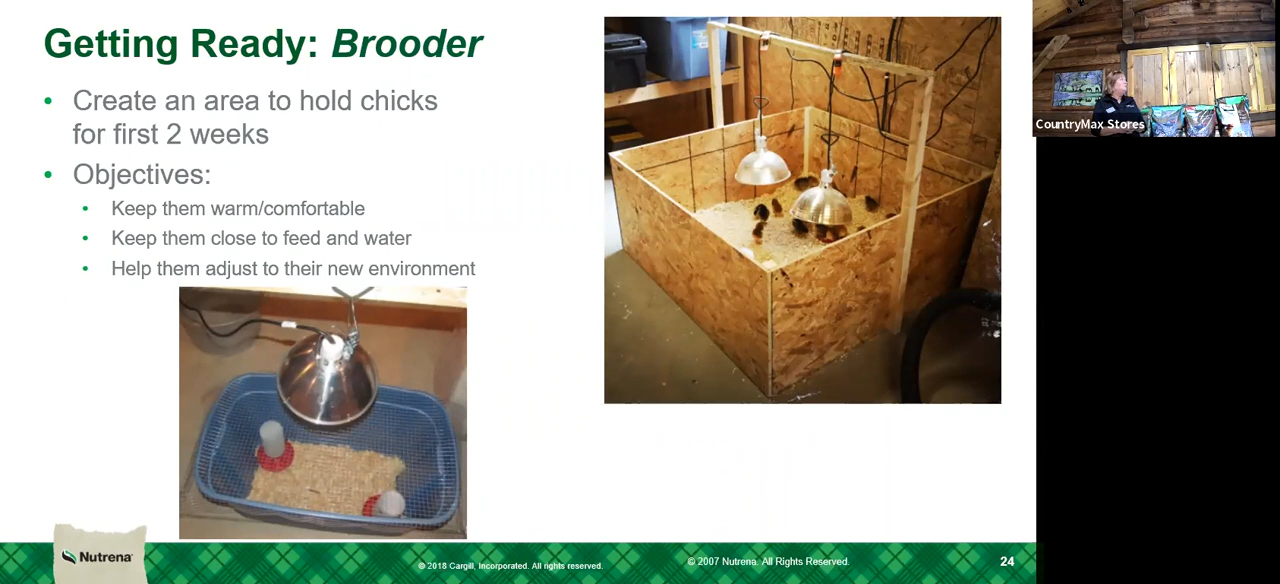 Getting Ready: Brooder
• Create an area to hold chicks
for first 2 weeks
• Objectives:
• Keep them warm/comfortable
• Keep them close to feed and water
• Help them adjust to their new environment
CountryMax Stores
Nutrena
© 2018 Cargill, Incorporated. All rights reserved.
© 2007 Nutrena. All Rights Reserved.
24